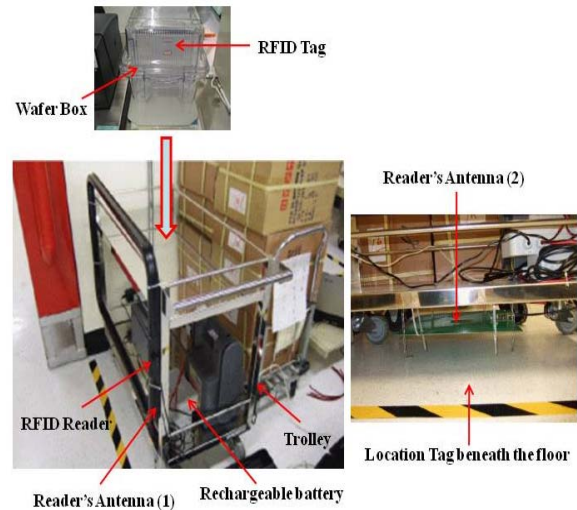 RFID Tag
Wafer Box
Reader's Antenna (2)
RFID Reader
Trolley
Location Tag beneath the floor
Rechargeable battery
Reader's Antenna (1)